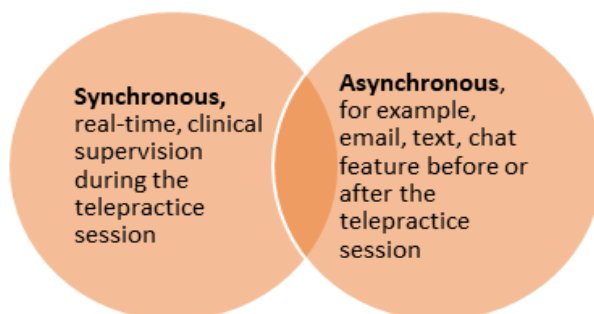 Synchronous,
real-time, clinical
supervision
during the
telepractice
session
Asynchronous,
for example,
email, text, chat
feature before or
after the
telepractice
session